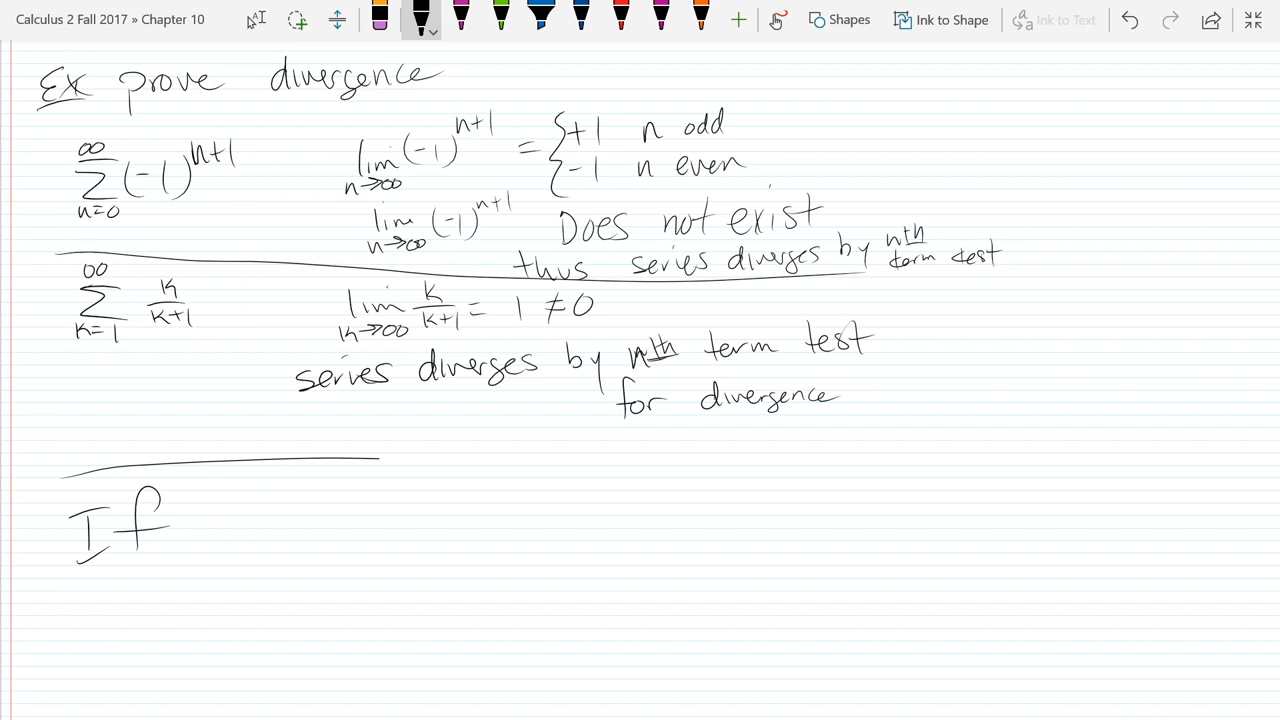 Calculus 2 Fall 2017 » Chapter 10
Shapes
Ink to Shape
Ink to Text
Ex prove divergence
∞ Σ n=0 (-1)^{n+1}
lim n→∞ (-1)^{n+1} = { +1 n odd
-1 n even
lim n→∞ (-1)^{n+1} Does not exist
thus series diverges by nth term test
∞ Σ k=1 k/(k+1)
lim k→∞ k/(k+1) = 1 ≠ 0
series diverges by nth term test
for divergence
If